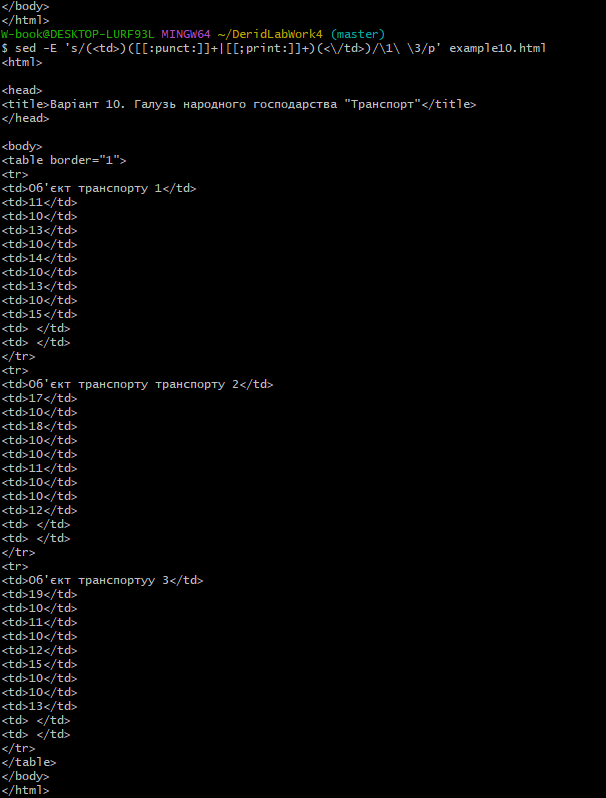 </body>
</html>
W-book@DESKTOP-LURF93L MINGW64 ~/DeridLabWork4 (master)
$ sed -E 's/(<td>)([[:punct:]]+|[[;print:]]+)(<\/td>)/\1\ \3/p' example10.html
<html>
<head>
<title>Варіант 10. Галузь народного господарства "Транспорт"</title>
</head>
<body>
<table border="1">
<tr>
<td>Об'єкт транспорту 1</td>
<td>11</td>
<td>10</td>
<td>13</td>
<td>10</td>
<td>14</td>
<td>10</td>
<td>13</td>
<td>10</td>
<td>15</td>
<td> </td>
<td> </td>
</tr>
<tr>
<td>Об'єкт транспорту транспорту 2</td>
<td>17</td>
<td>10</td>
<td>18</td>
<td>10</td>
<td>10</td>
<td>11</td>
<td>10</td>
<td>10</td>
<td>12</td>
<td> </td>
<td> </td>
</tr>
<tr>
<td>Об'єкт транспортуу 3</td>
<td>19</td>
<td>10</td>
<td>11</td>
<td>10</td>
<td>12</td>
<td>15</td>
<td>10</td>
<td>10</td>
<td>13</td>
<td> </td>
<td> </td>
</tr>
</table>
</body>
</html>